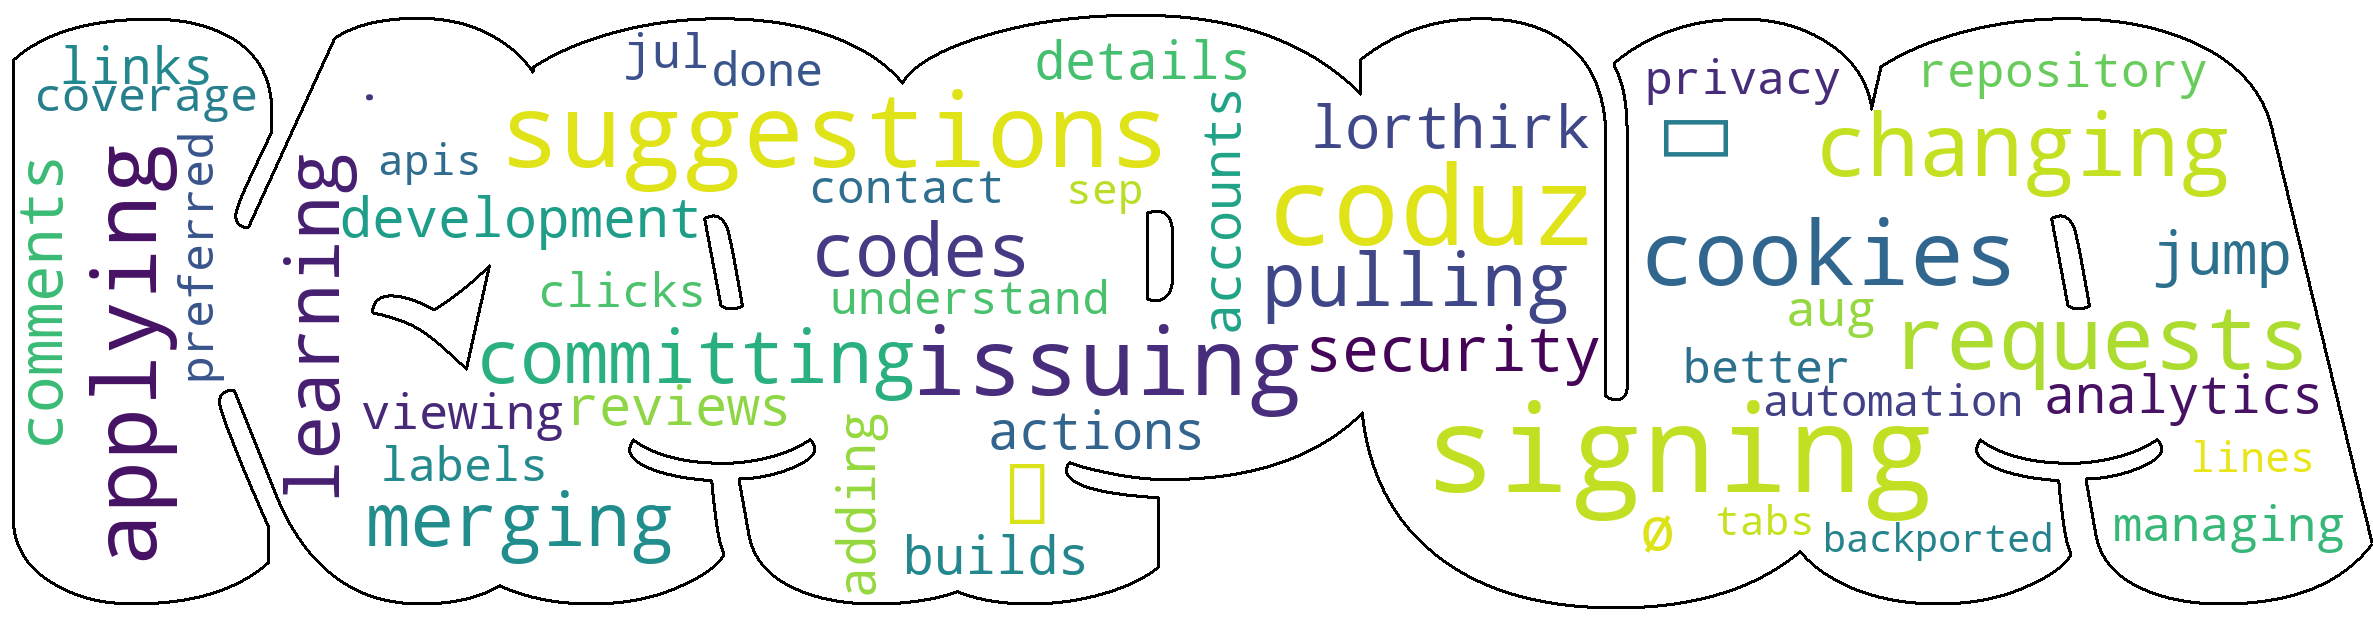 links
coverage
comments
applying
preferred
learning
jul
done
suggestions
apis
development
contact
sep
details
accounts
codes
clicks
understand
committing
issuing
viewing
reviews
labels
merging
adding
actions
builds
lorthirk
coduz
pulling
security
privacy
repository
changing
cookies
jump
aug
requests
better
automation
analytics
signing
lines
ø
tabs
backported
managing